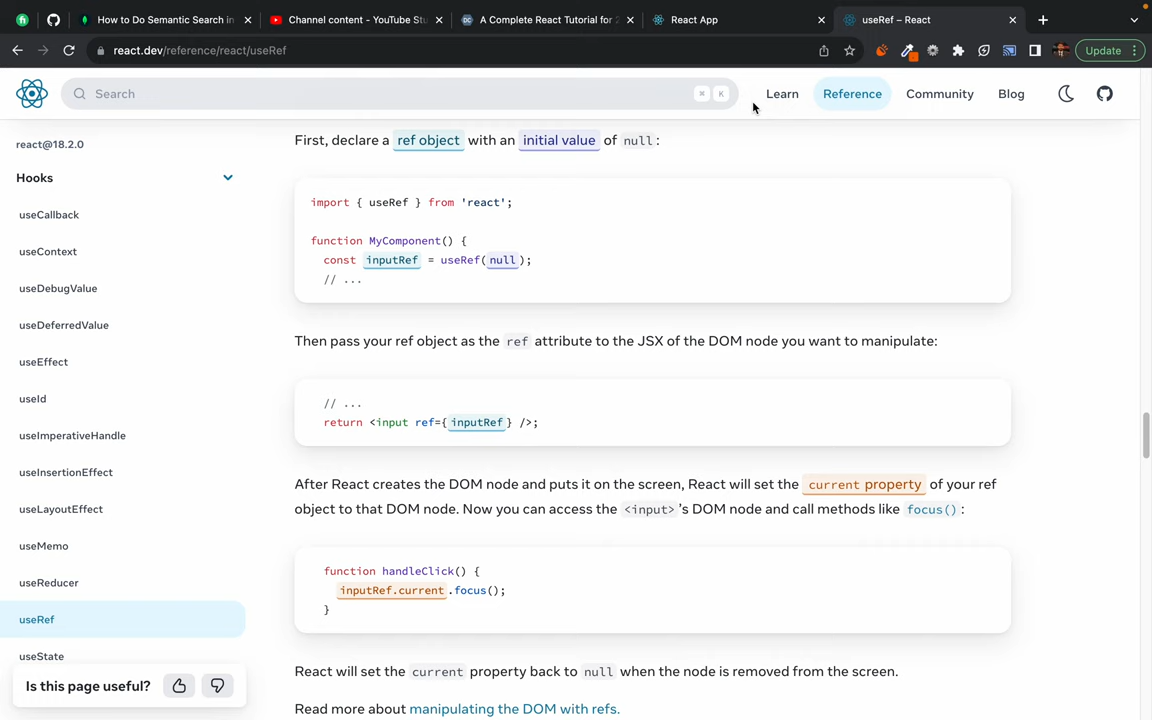 How to Do Semantic Search in
Channel content - YouTube Stu
A Complete React Tutorial for 2
React App
useRef – React
react.dev/reference/react/useRef
Update
Search
⌘ K
Learn
Reference
Community
Blog
react@18.2.0
Hooks
useCallback
useContext
useDebugValue
useDeferredValue
useEffect
useId
useImperativeHandle
useInsertionEffect
useLayoutEffect
useMemo
useReducer
useRef
useState
Is this page useful?
First, declare a ref object with an initial value of null:
import { useRef } from 'react';
function MyComponent() {
const inputRef = useRef(null);
// ...
Then pass your ref object as the ref attribute to the JSX of the DOM node you want to manipulate:
// ...
return <input ref={inputRef} />;
After React creates the DOM node and puts it on the screen, React will set the current property of your ref
object to that DOM node. Now you can access the <input>'s DOM node and call methods like focus():
function handleClick() {
inputRef.current.focus();
}
React will set the current property back to null when the node is removed from the screen.
Read more about manipulating the DOM with refs.